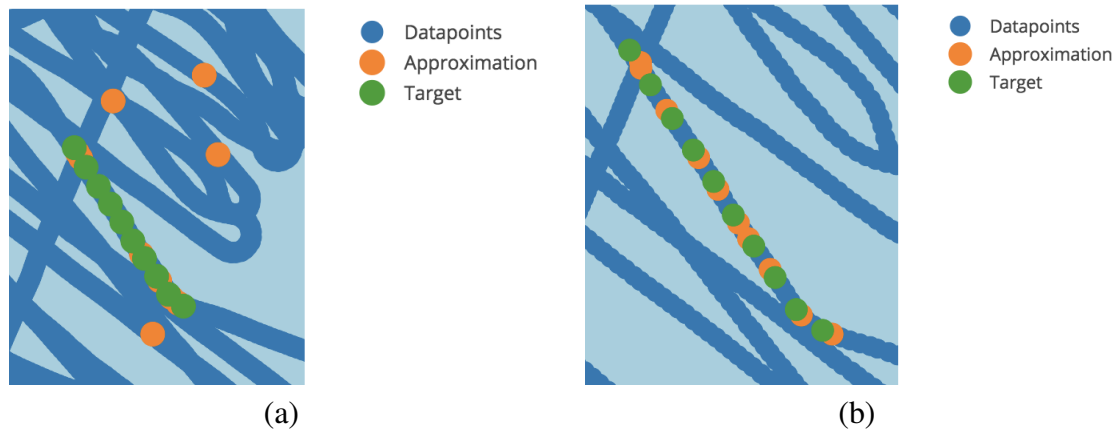 Datapoints
Approximation
Target
Datapoints
Approximation
Target
(a)
(b)